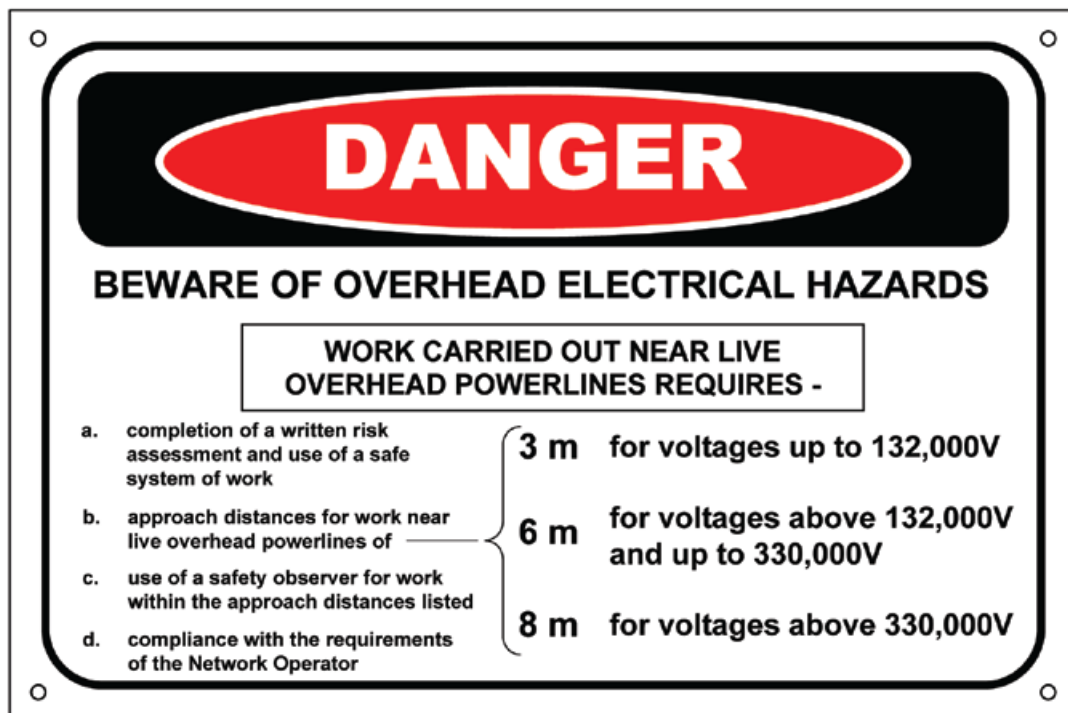 DANGER
BEWARE OF OVERHEAD ELECTRICAL HAZARDS
WORK CARRIED OUT NEAR LIVE
OVERHEAD POWERLINES REQUIRES -
a. completion of a written risk
assessment and use of a safe
system of work
b. approach distances for work near
live overhead powerlines of
c. use of a safety observer for work
within the approach distances listed
d. compliance with the requirements
of the Network Operator
3 m for voltages up to 132,000V
6 m for voltages above 132,000V
and up to 330,000V
8 m for voltages above 330,000V